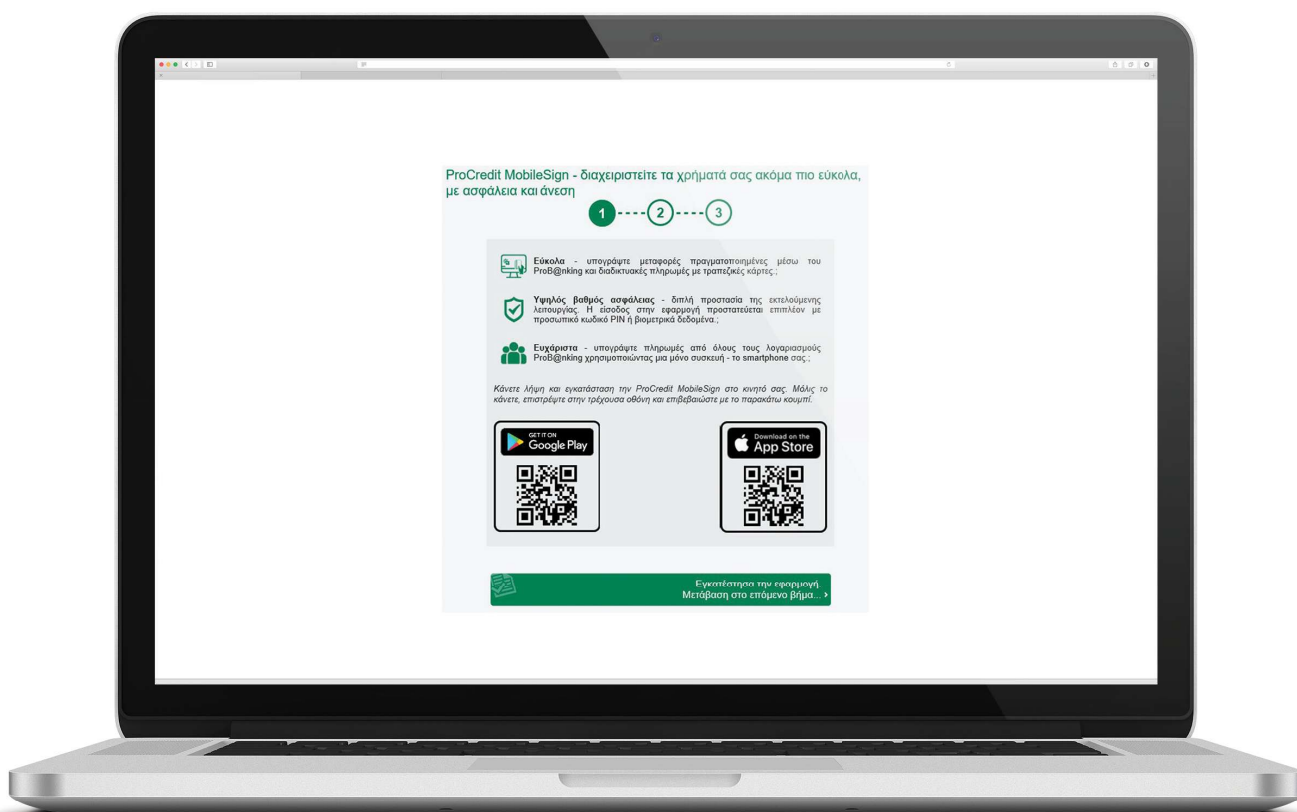 ProCredit MobileSign - διαχειριστείτε τα χρήματά σας ακόμα πιο εύκολα,
με ασφάλεια και άνεση
1 2 3
Εύκολα - υπογράψτε μεταφορές πραγματοποιημένες μέσω του
ProB@nking και διαδικτυακές πληρωμές με τραπεζικές κάρτες.;
Υψηλός βαθμός ασφάλειας - διπλή προστασία της εκτελούμενης
λειτουργίας. Η είσοδος στην εφαρμογή προστατεύεται επιπλέον με
προσωπικό κωδικό PIN ή βιομετρικά δεδομένα.;
Ευχάριστα - υπογράψτε πληρωμές από όλους τους λογαριασμούς
ProB@nking χρησιμοποιώντας μια μόνο συσκευή - το smartphone σας.;
Κάνετε λήψη και εγκατάσταση την ProCredit MobileSign στο κινητό σας. Μόλις το
κάνετε, επιστρέψτε στην τρέχουσα οθόνη και επιβεβαιώστε με το παρακάτω κουμπί.
GET IT ON
Google Play
Download on the
App Store
Εγκατέστησα την εφαρμογή.
Μετάβαση στο επόμενο βήμα... ›